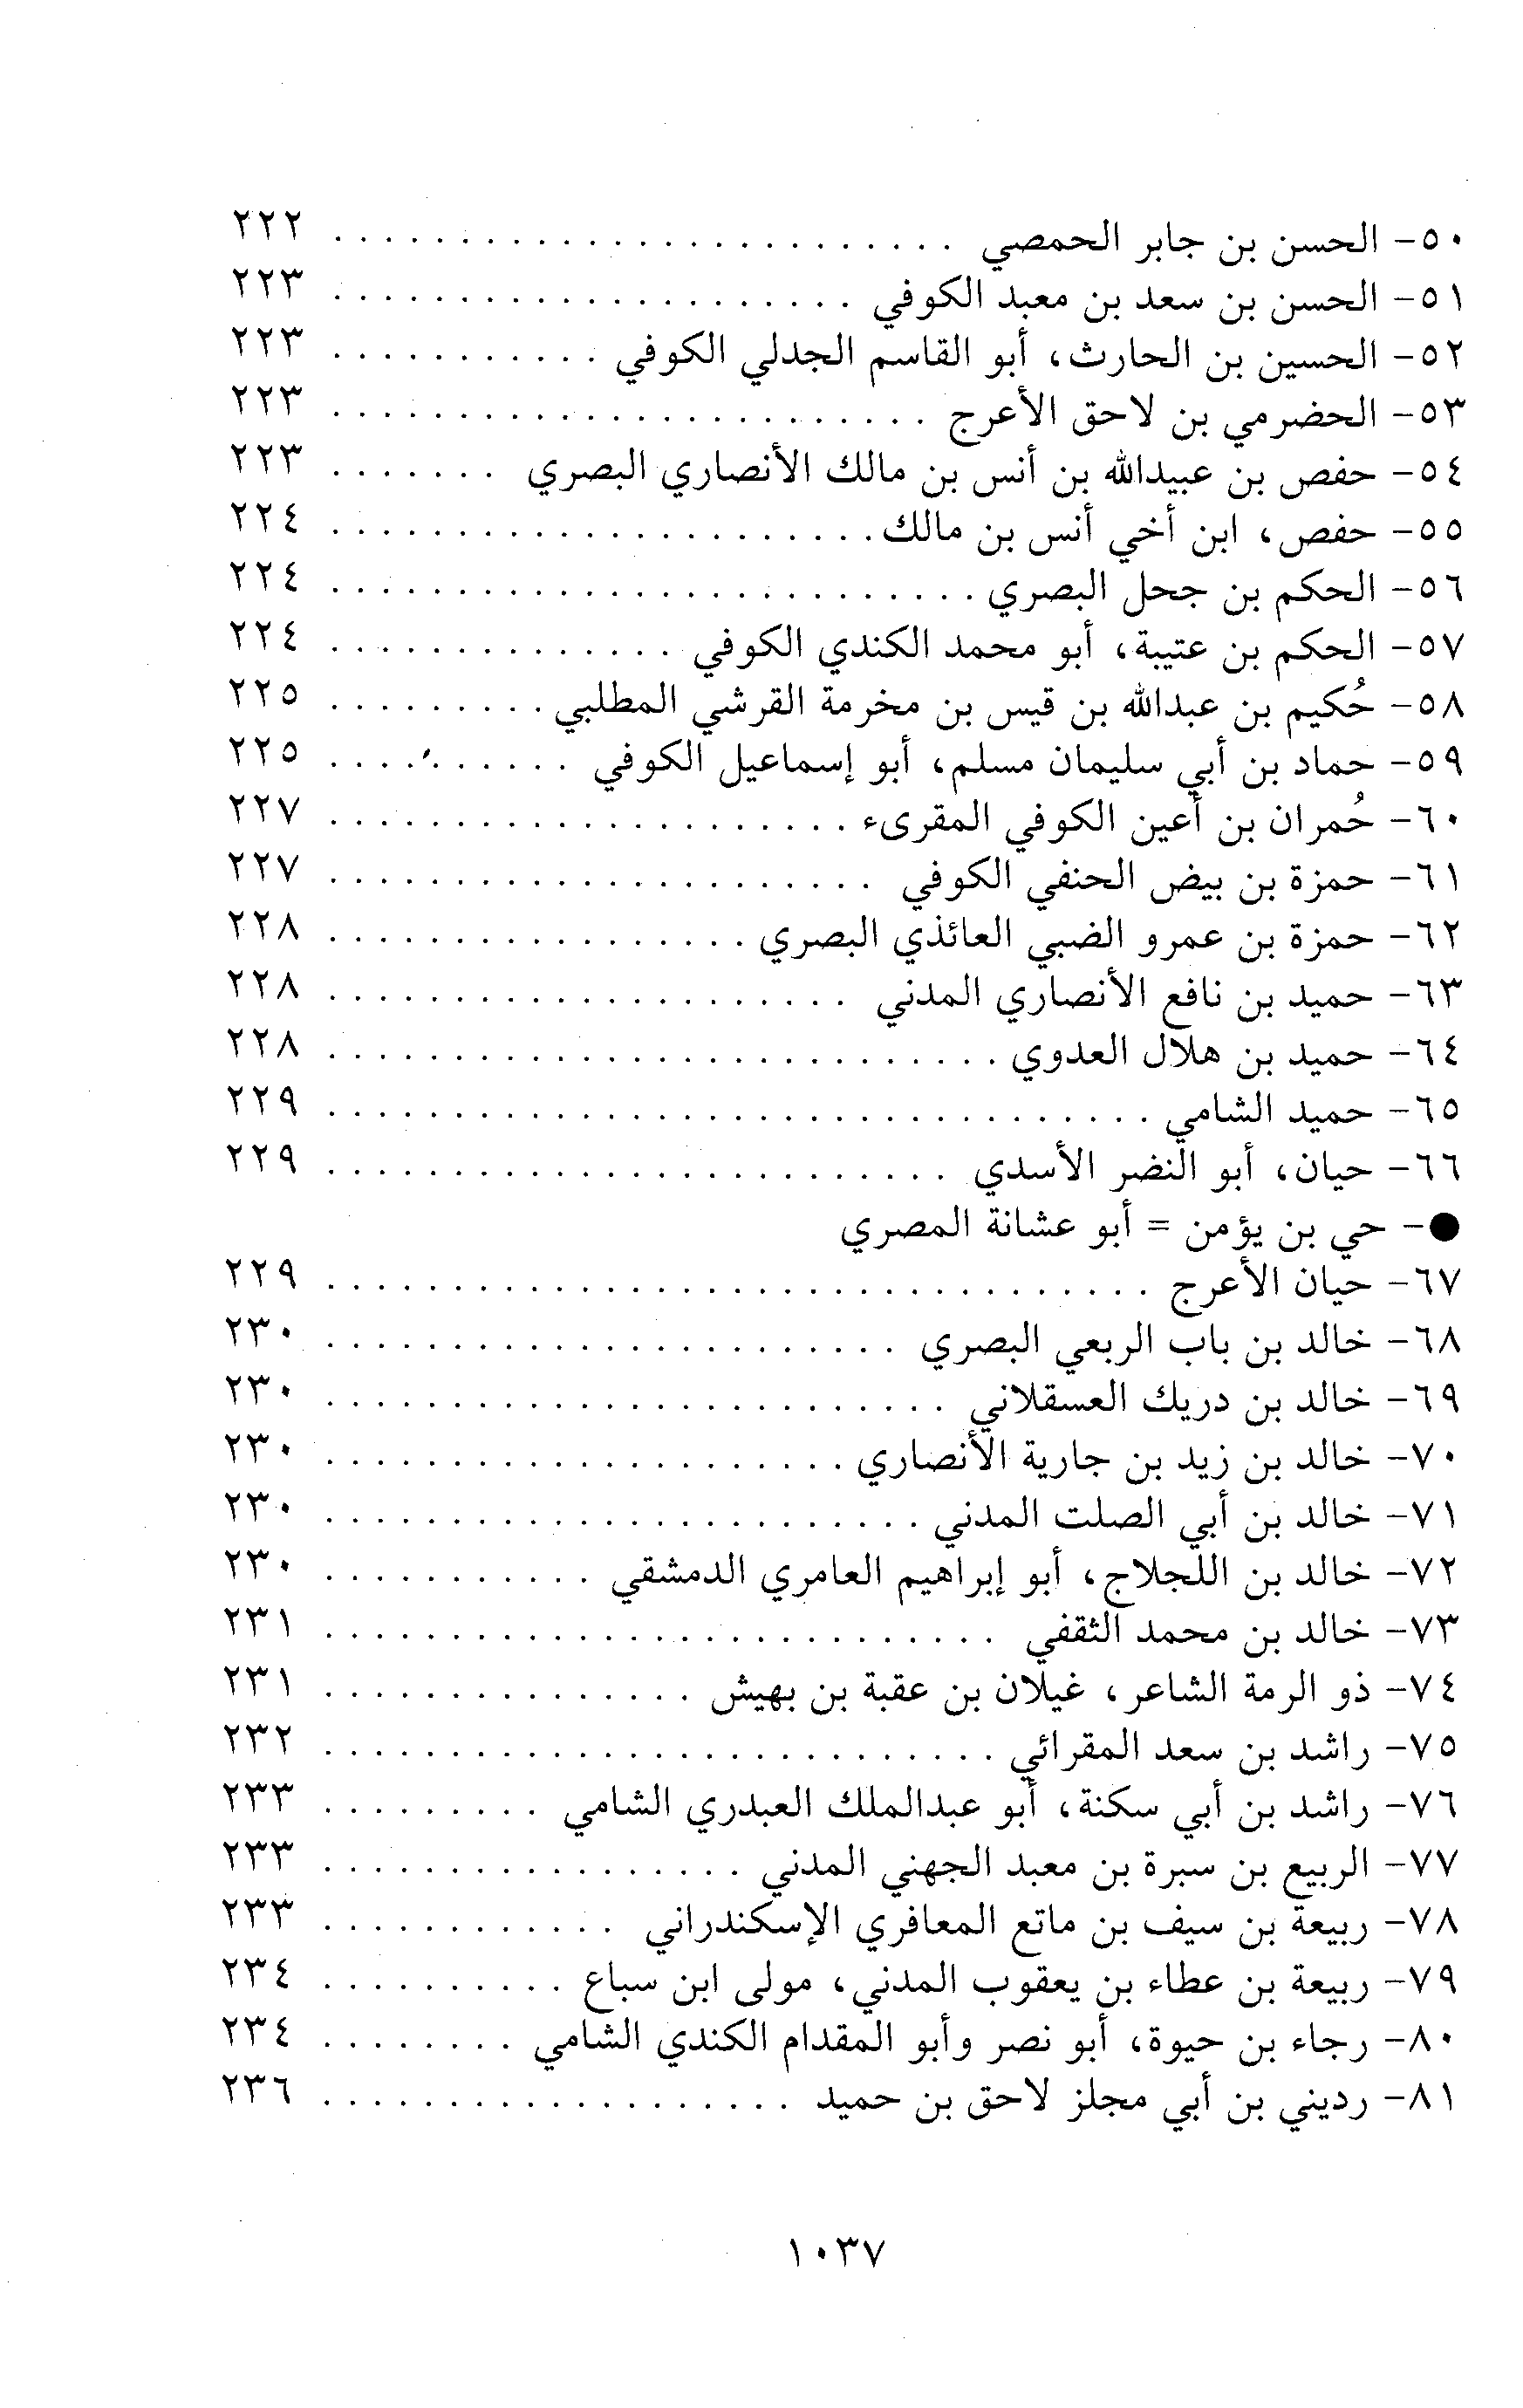 ٥٠- الحسن بن جابر الحمصي . . . . . . . . . . . . . . . . . . . . . . . . . ٢٢٢
٥١- الحسن بن سعد بن معبد الكوفي . . . . . . . . . . . . . . . . . . . . . ٢٢٣
٥٢- الحسين بن الحارث، أبو القاسم الجدلي الكوفي . . . . . . . . . . . ٢٢٣
٥٣- الحضرمي بن لاحق الأعرج . . . . . . . . . . . . . . . . . . . . . . . . ٢٢٣
٥٤- حفص بن عبيدالله بن أنس بن مالك الأنصاري البصري . . . . . . . ٢٢٣
٥٥- حفص، ابن أخي أنس بن مالك . . . . . . . . . . . . . . . . . . . . . . ٢٢٤
٥٦- الحكم بن جحل البصري . . . . . . . . . . . . . . . . . . . . . . . . . . ٢٢٤
٥٧- الحكم بن عتيبة، أبو محمد الكندي الكوفي . . . . . . . . . . . . . . ٢٢٤
٥٨- حُكيم بن عبدالله بن قيس بن مخرمة القرشي المطلبي . . . . . . . . . ٢٢٥
٥٩- حماد بن أبي سليمان مسلم، أبو إسماعيل الكوفي . . . . . . . . . . ٢٢٥
٦٠- حُمران بن أعين الكوفي المقرىء . . . . . . . . . . . . . . . . . . . . . ٢٢٧
٦١- حمزة بن بيض الحنفي الكوفي . . . . . . . . . . . . . . . . . . . . . . ٢٢٧
٦٢- حمزة بن عمرو الضبي العائذي البصري . . . . . . . . . . . . . . . . . ٢٢٨
٦٣- حميد بن نافع الأنصاري المدني . . . . . . . . . . . . . . . . . . . . . ٢٢٨
٦٤- حميد بن هلال العدوي . . . . . . . . . . . . . . . . . . . . . . . . . . . ٢٢٨
٦٥- حميد الشامي . . . . . . . . . . . . . . . . . . . . . . . . . . . . . . . . . ٢٢٩
٦٦- حيان، أبو النضر الأسدي . . . . . . . . . . . . . . . . . . . . . . . . . ٢٢٩
●- حي بن يؤمن = أبو عشانة المصري
٦٧- حيان الأعرج . . . . . . . . . . . . . . . . . . . . . . . . . . . . . . . . . ٢٢٩
٦٨- خالد بن باب الربعي البصري . . . . . . . . . . . . . . . . . . . . . . . ٢٣٠
٦٩- خالد بن دريك العسقلاني . . . . . . . . . . . . . . . . . . . . . . . . . ٢٣٠
٧٠- خالد بن زيد بن جارية الأنصاري . . . . . . . . . . . . . . . . . . . . . ٢٣٠
٧١- خالد بن أبي الصلت المدني . . . . . . . . . . . . . . . . . . . . . . . . ٢٣٠
٧٢- خالد بن اللجلاج، أبو إبراهيم العامري الدمشقي . . . . . . . . . . . ٢٣٠
٧٣- خالد بن محمد الثقفي . . . . . . . . . . . . . . . . . . . . . . . . . . . ٢٣١
٧٤- ذو الرمة الشاعر، غيلان بن عقبة بن بهيش . . . . . . . . . . . . . . . ٢٣١
٧٥- راشد بن سعد المقرائي . . . . . . . . . . . . . . . . . . . . . . . . . . . ٢٣٢
٧٦- راشد بن أبي سكنة، أبو عبدالملك العبدري الشامي . . . . . . . . . ٢٣٣
٧٧- الربيع بن سبرة بن معبد الجهني المدني . . . . . . . . . . . . . . . . . ٢٣٣
٧٨- ربيعة بن سيف بن ماتع المعافري الإسكندراني . . . . . . . . . . . . ٢٣٣
٧٩- ربيعة بن عطاء بن يعقوب المدني، مولى ابن سباع . . . . . . . . . . ٢٣٤
٨٠- رجاء بن حيوة، أبو نصر وأبو المقدام الكندي الشامي . . . . . . . . ٢٣٤
٨١- رديني بن أبي مجلز لاحق بن حميد . . . . . . . . . . . . . . . . . . . ٢٣٦
١٠٣٧